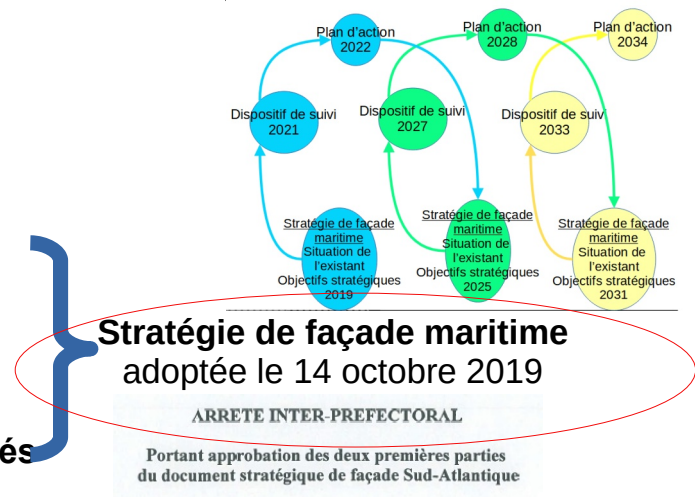 Plan d'action
2022
Plan d'action
2028
Plan d'action
2034
Dispositif de suivi
2021
Dispositif de suivi
2027
Dispositif de suivi
2033
Stratégie de façade
maritime
Situation de
l'existant
Objectifs stratégiques
2019
Stratégie de façade
maritime
Situation de
l'existant
Objectifs stratégiques
2025
Stratégie de façade
maritime
Situation de
l'existant
Objectifs stratégiques
2031
Stratégie de façade maritime
adoptée le 14 octobre 2019
ARRETE INTER-PREFECTORAL
és
Portant approbation des deux premières parties
du document stratégique de façade Sud-Atlantique